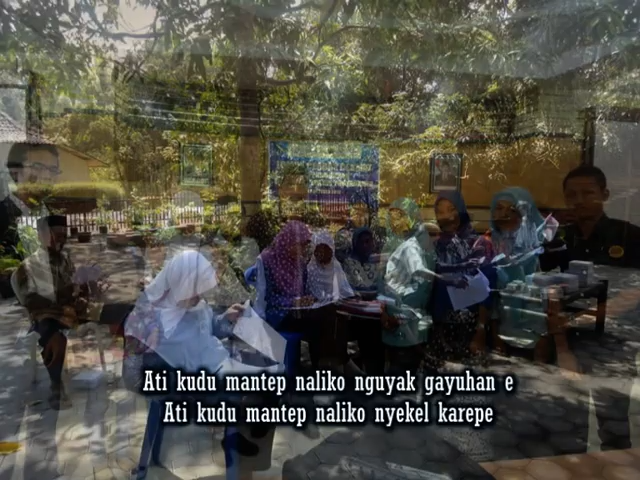 Ati kudu mantep naliko nguyak gayuhan e
Ati kudu mantep naliko nyekel karepe